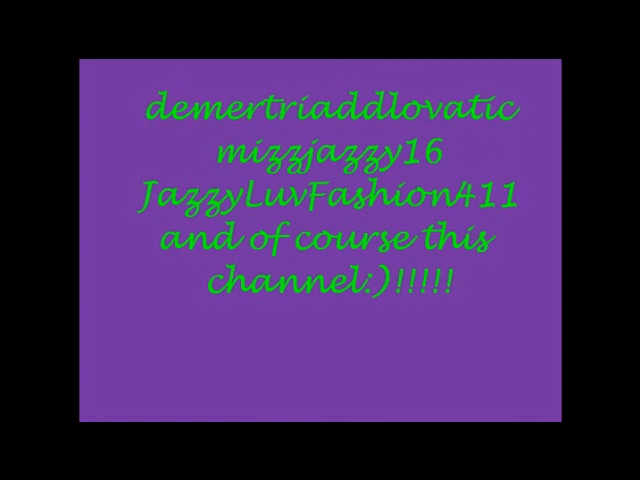 demertriaddlovatic
mizzjazzy16
JazzyLuvFashion411
and of course this
channel:)!!!!!